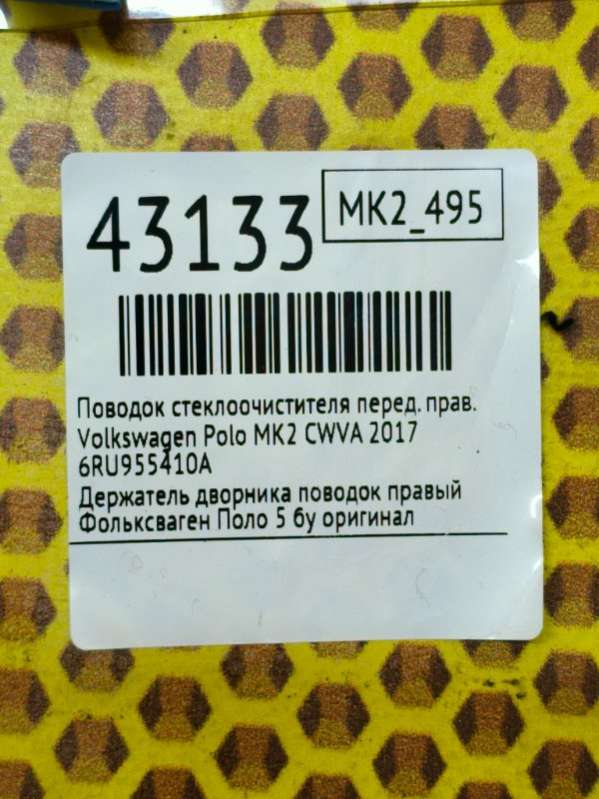 43133
MK2_495
Поводок стеклоочистителя перед. прав.
Volkswagen Polo MK2 CWVA 2017
6RU955410A
Держатель дворника поводок правый
Фольксваген Поло 5 бу оригинал